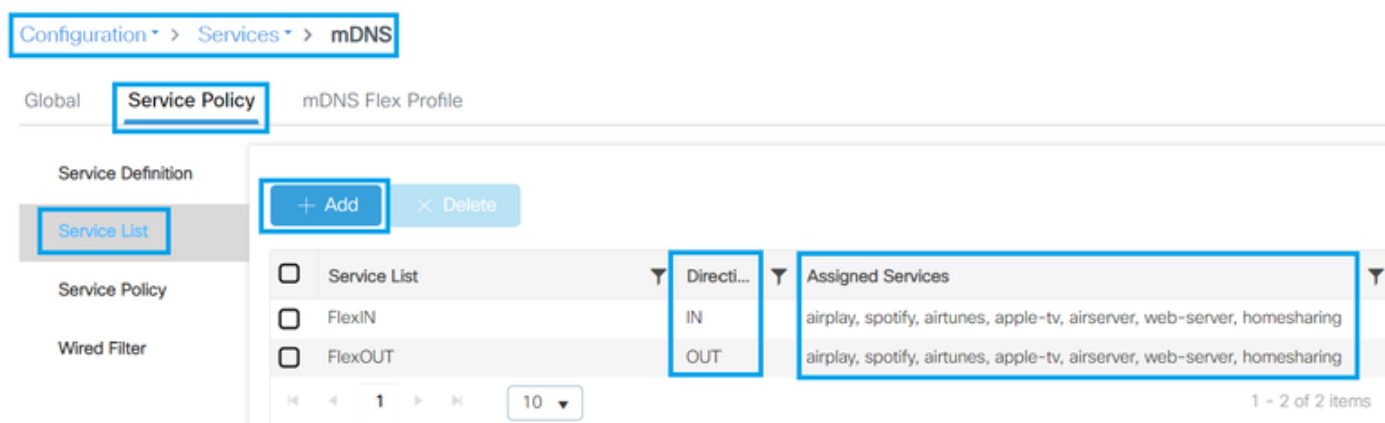 Configuration > Services > mDNS
Global Service Policy mDNS Flex Profile
Service Definition
Service List
Service Policy
Wired Filter
+ Add × Delete
Service List Directi... Assigned Services
FlexIN IN airplay, spotify, airtunes, apple-tv, airserver, web-server, homesharing
FlexOUT OUT airplay, spotify, airtunes, apple-tv, airserver, web-server, homesharing
1 10 1 - 2 of 2 items